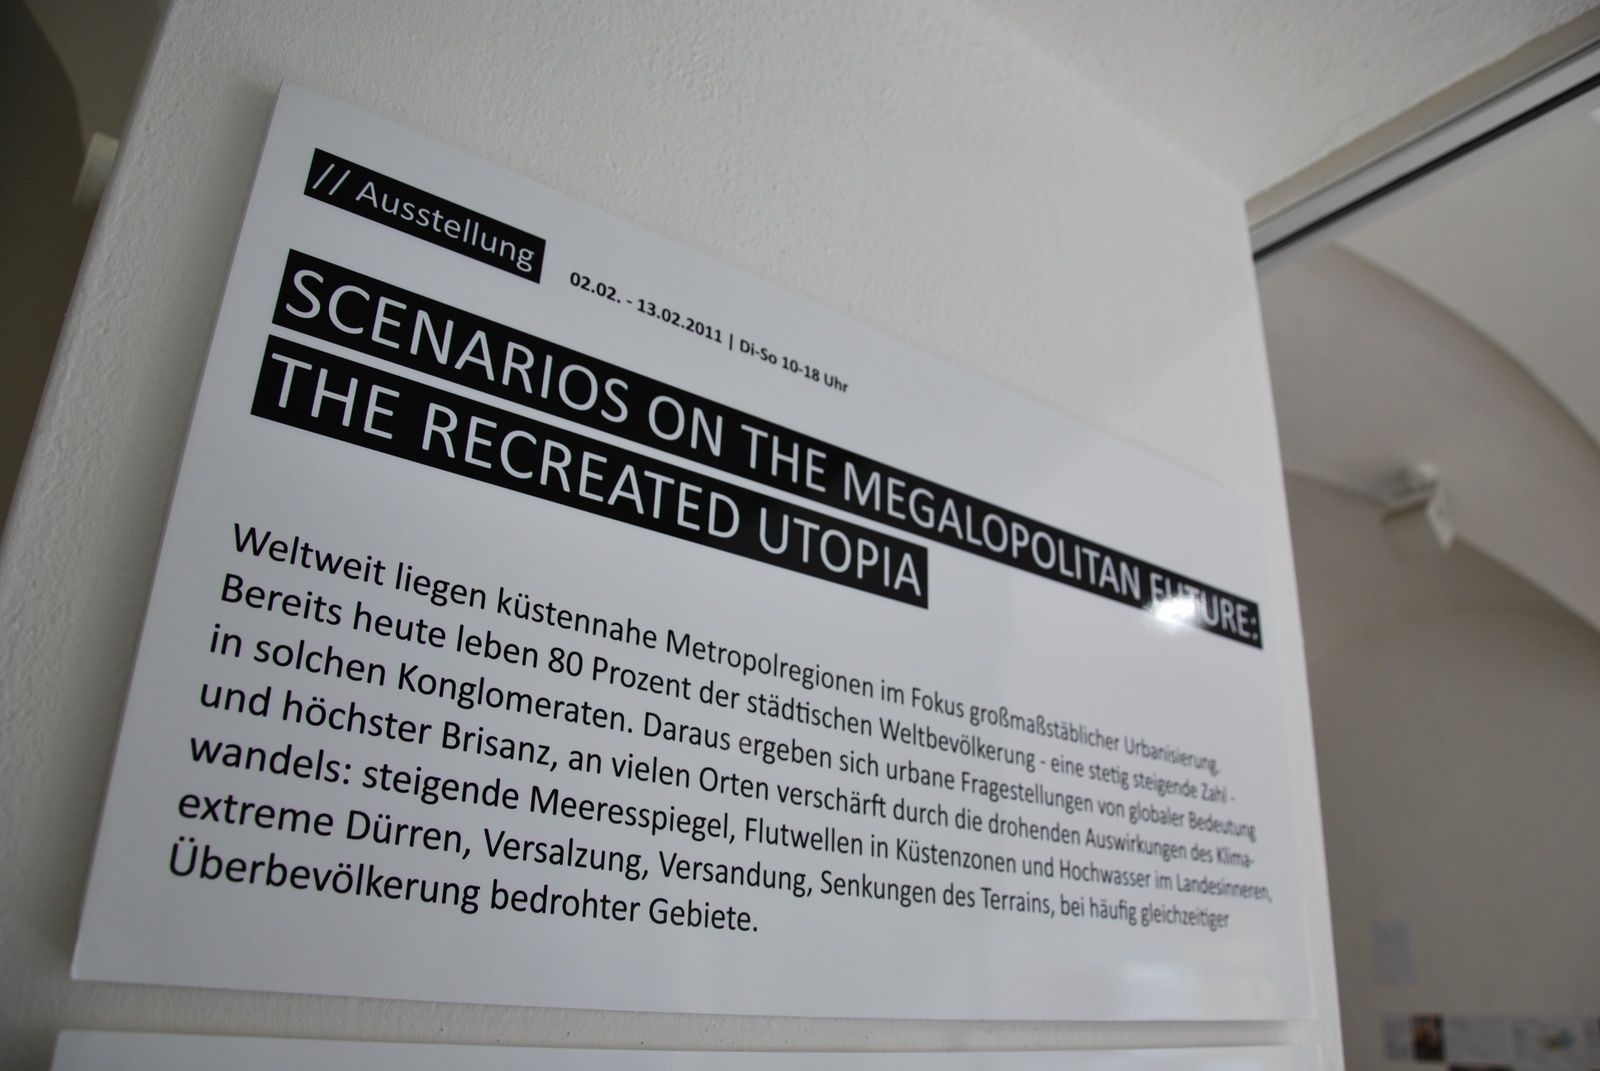 // Ausstellung
02.02. - 13.02.2011 | Di-So 10-18 Uhr
SCENARIOS ON THE MEGALOPOLITAN FUTURE:
THE RECREATED UTOPIA
Weltweit liegen küstennahe Metropolregionen im Fokus großmaßstäblicher Urbanisierung.
Bereits heute leben 80 Prozent der städtischen Weltbevölkerung - eine stetig steigende Zahl -
in solchen Konglomeraten. Daraus ergeben sich urbane Fragestellungen von globaler Bedeutung
und höchster Brisanz, an vielen Orten verschärft durch die drohenden Auswirkungen des Klima-
wandels: steigende Meeresspiegel, Flutwellen in Küstenzonen und Hochwasser im Landesinneren,
extreme Dürren, Versalzung, Versandung, Senkungen des Terrains, bei häufig gleichzeitiger
Überbevölkerung bedrohter Gebiete.